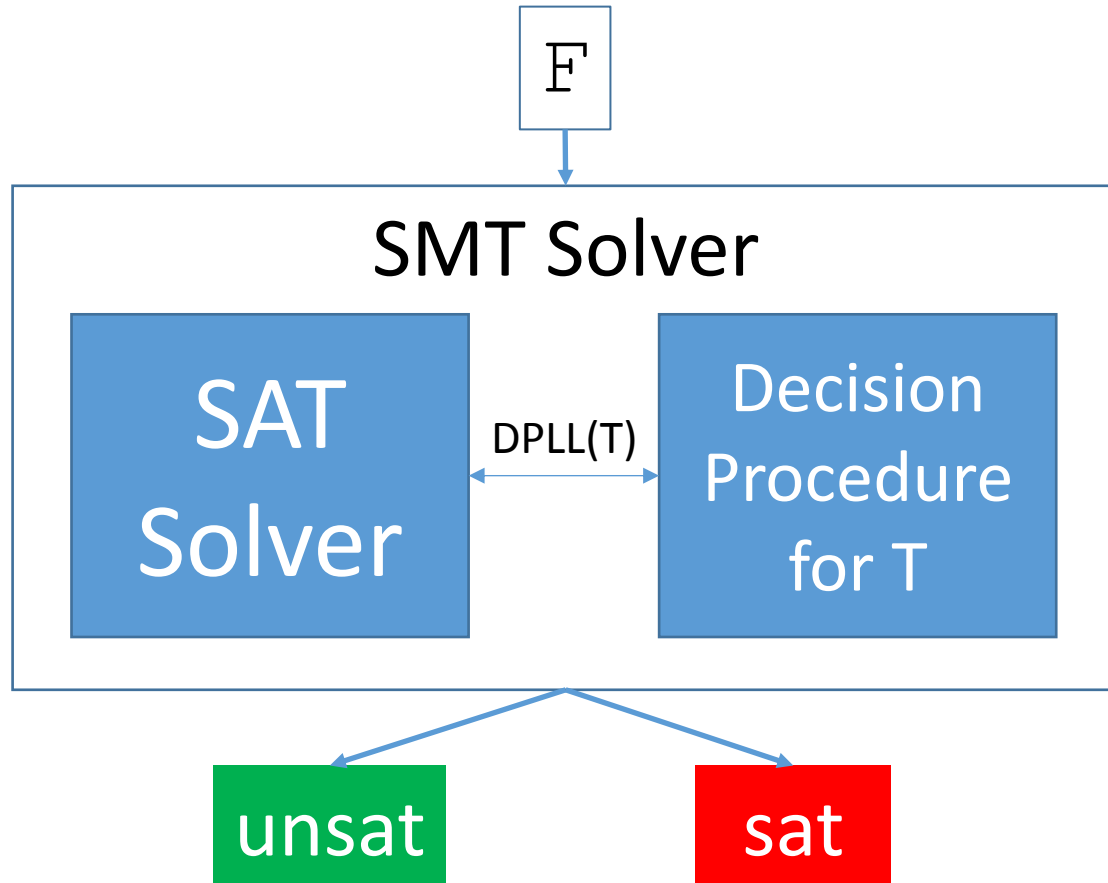 F
SMT Solver
SAT
Solver
DPLL(T)
Decision
Procedure
for T
unsat
sat